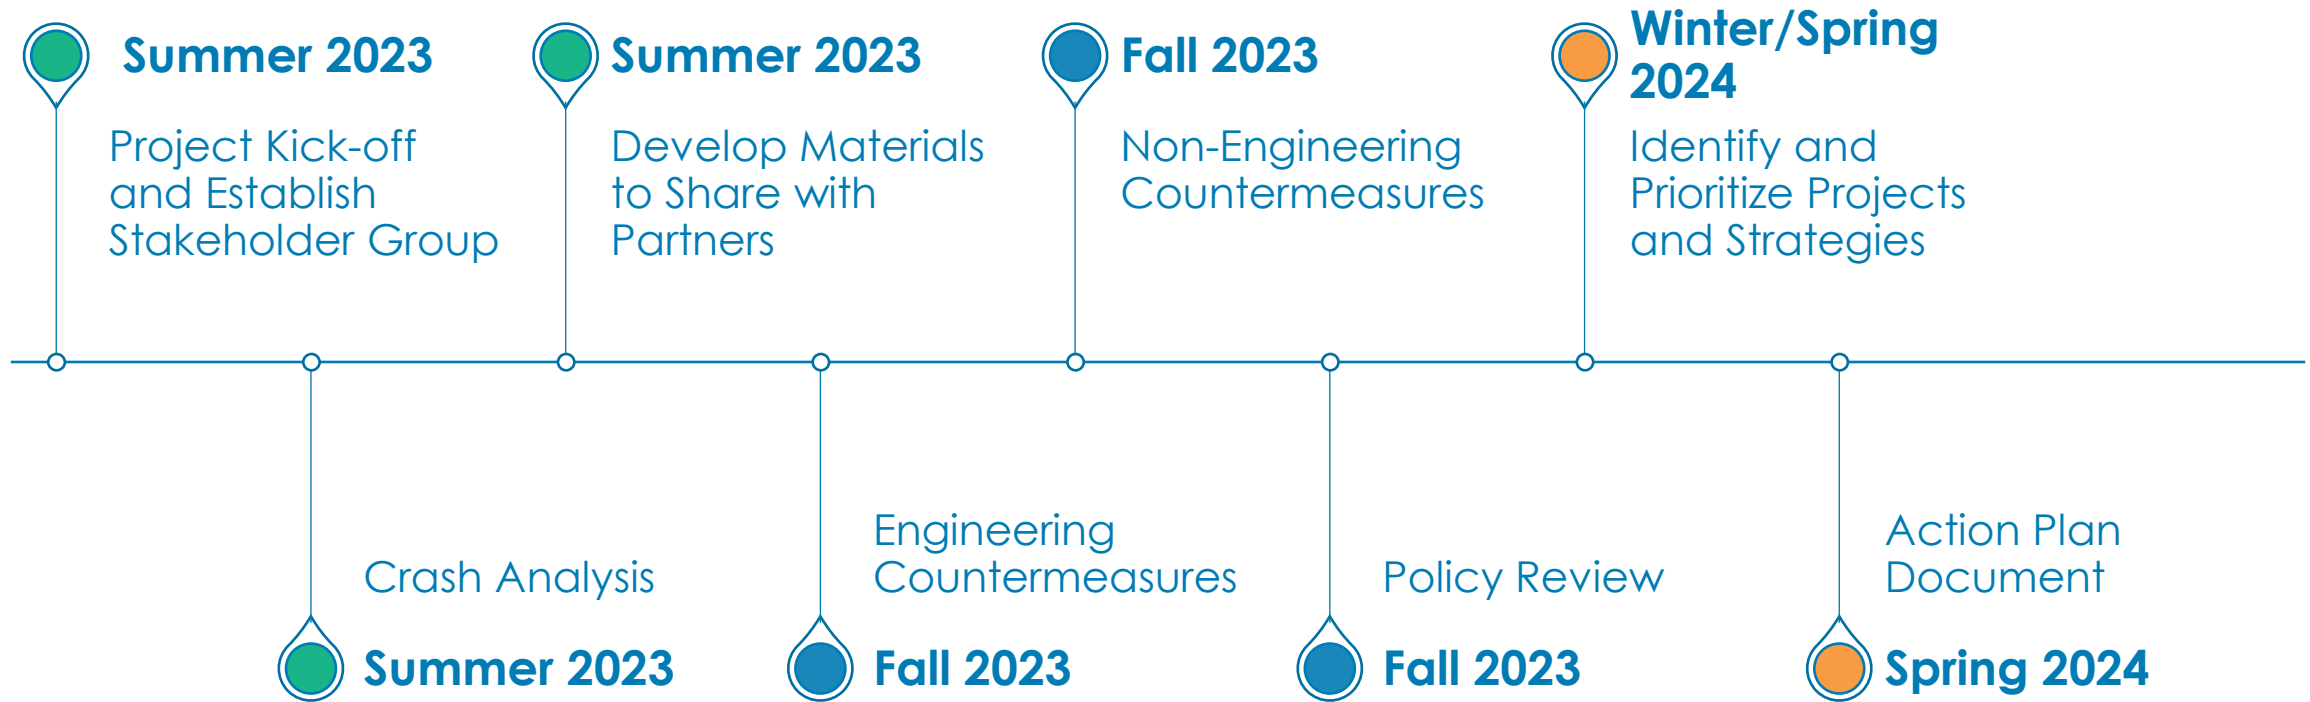 Summer 2023
Project Kick-off
and Establish
Stakeholder Group
Crash Analysis
Summer 2023
Summer 2023
Develop Materials
to Share with
Partners
Engineering
Countermeasures
Fall 2023
Fall 2023
Non-Engineering
Countermeasures
Policy Review
Fall 2023
Winter/Spring
2024
Identify and
Prioritize Projects
and Strategies
Action Plan
Document
Spring 2024